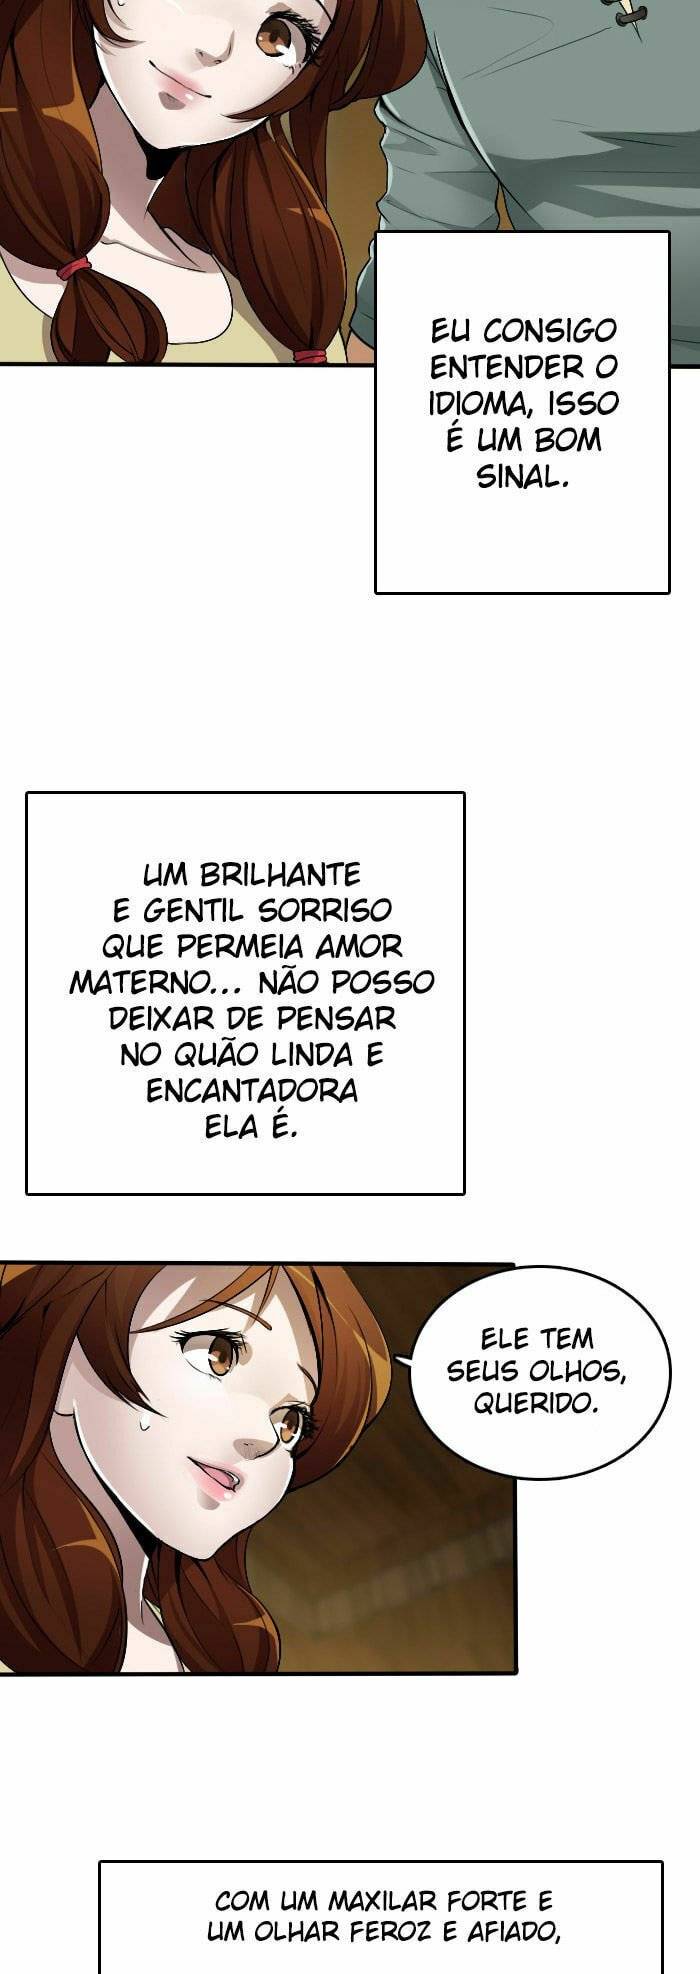 EU CONSIGO
ENTENDER O
IDIOMA, ISSO
É UM BOM
SINAL.
UM BRILHANTE
E GENTIL SORRISO
QUE PERMEIA AMOR
MATERNO... NÃO POSSO
DEIXAR DE PENSAR
NO QUÃO LINDA E
ENCANTADORA
ELA É.
ELE TEM
SEUS OLHOS,
QUERIDO.
COM UM MAXILAR FORTE E
UM OLHAR FEROZ E AFIADO,